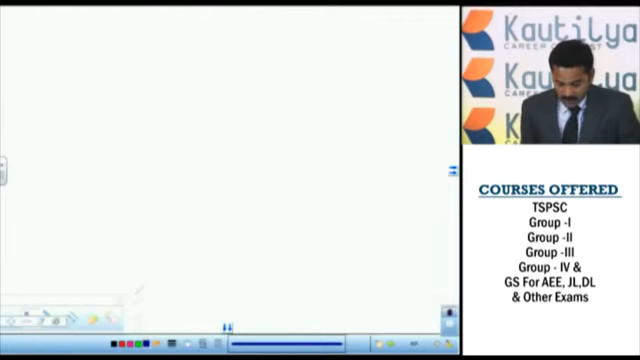 Kautilya
CAREER
Kautilya
CAREER
K
COURSES OFFERED
TSPSC
Group -I
Group -II
Group -III
Group - IV &
GS For AEE, JL,DL
& Other Exams